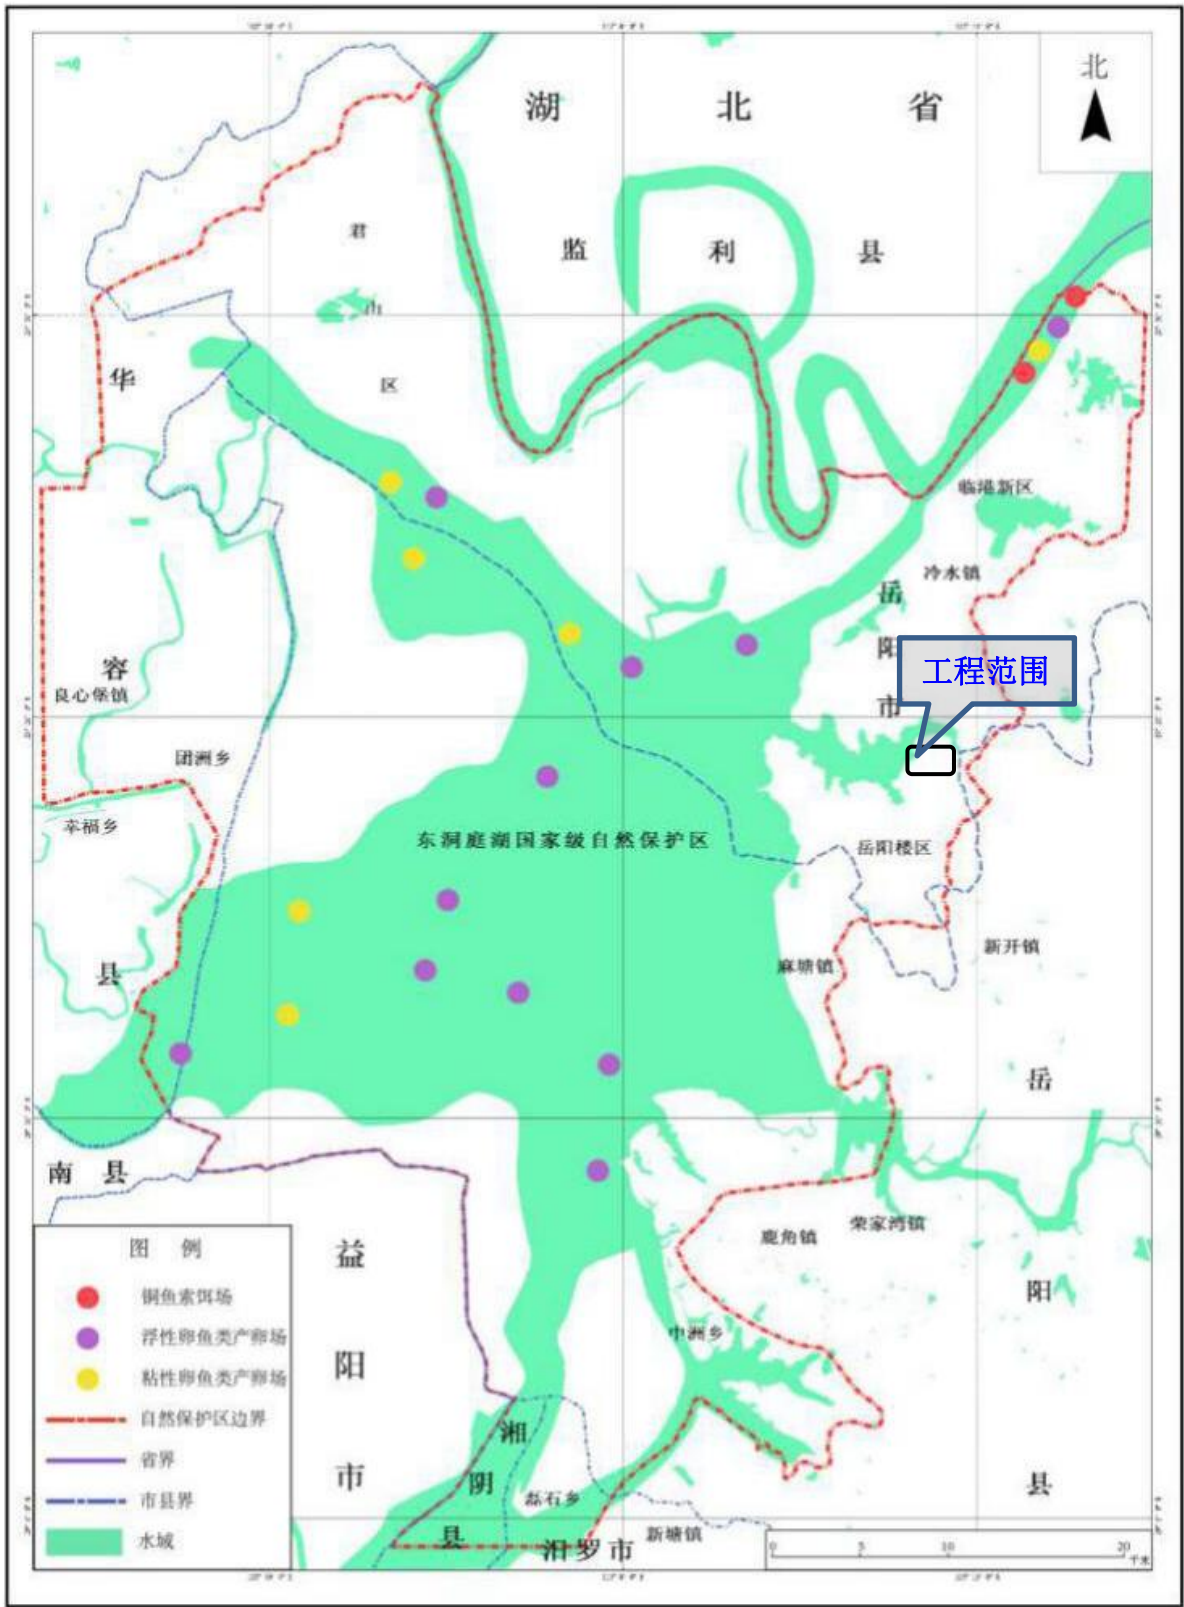 北
湖 北 省
监 利 县
君
山
区
华
容
县
临港新区
冷水镇
岳
阳
市
工程范围
良心堡镇
团洲乡
幸福乡
东洞庭湖国家级自然保护区
岳阳楼区
新开镇
麻塘镇
岳
阳
县
南 县
益
阳
市
鹿角镇
荣家湾镇
中洲乡
湘
阴
县
磊石乡
汨罗市
新塘镇
图 例
铜鱼索饵场
浮性卵鱼类产卵场
粘性卵鱼类产卵场
自然保护区边界
省界
市县界
水域
0 5 10 20
千米